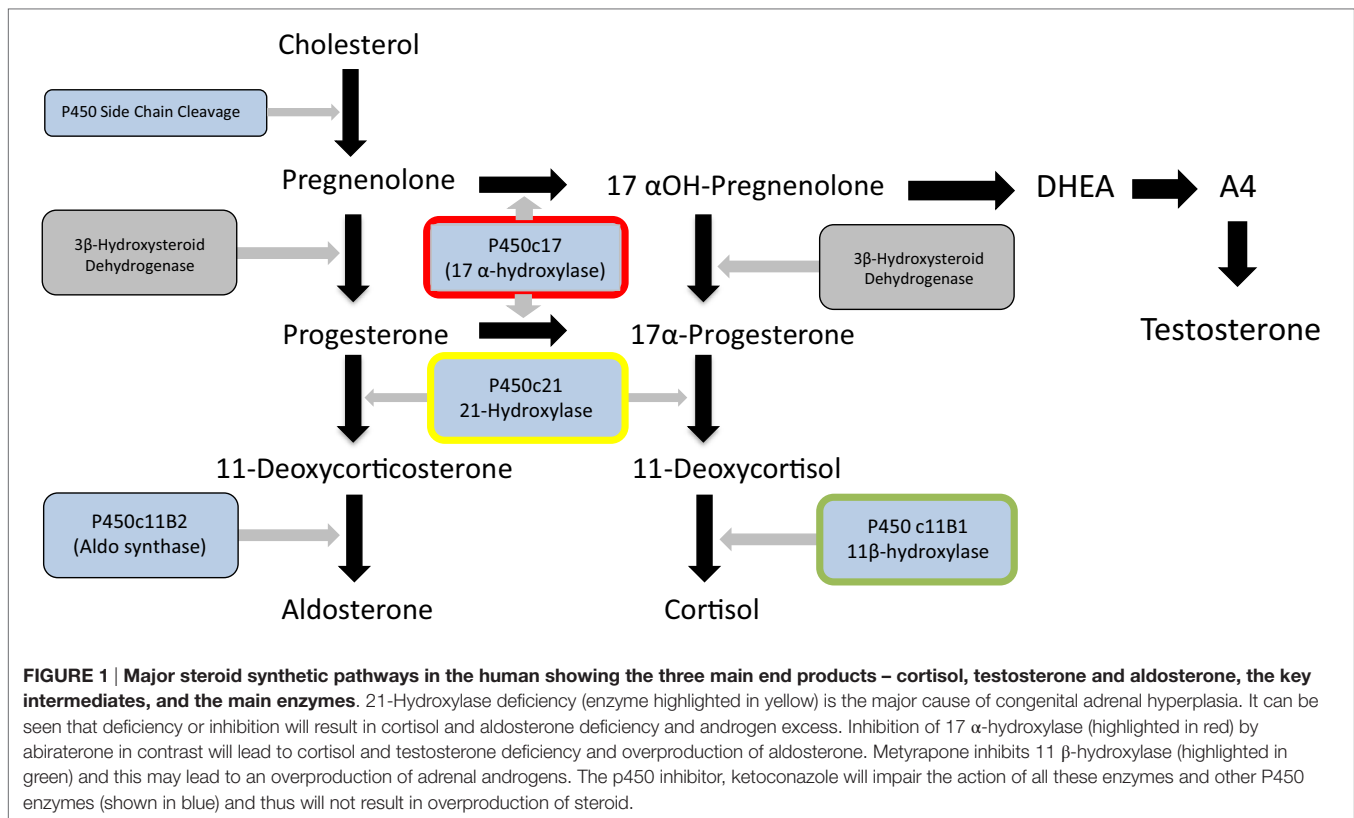 Cholesterol
P450 Side Chain Cleavage
Pregnenolone
17 αOH-Pregnenolone
DHEA
A4
3β-Hydroxysteroid
Dehydrogenase
P450c17
(17 α-hydroxylase)
3β-Hydroxysteroid
Dehydrogenase
Progesterone
17α-Progesterone
Testosterone
P450c21
21-Hydroxylase
11-Deoxycorticosterone
11-Deoxycortisol
P450c11B2
(Aldo synthase)
P450 c11B1
11β-hydroxylase
Aldosterone
Cortisol
FIGURE 1 | Major steroid synthetic pathways in the human showing the three main end products – cortisol, testosterone and aldosterone, the key
intermediates, and the main enzymes. 21-Hydroxylase deficiency (enzyme highlighted in yellow) is the major cause of congenital adrenal hyperplasia. It can be
seen that deficiency or inhibition will result in cortisol and aldosterone deficiency and androgen excess. Inhibition of 17 α-hydroxylase (highlighted in red) by
abiraterone in contrast will lead to cortisol and testosterone deficiency and overproduction of aldosterone. Metyrapone inhibits 11 β-hydroxylase (highlighted in
green) and this may lead to an overproduction of adrenal androgens. The p450 inhibitor, ketoconazole will impair the action of all these enzymes and other P450
enzymes (shown in blue) and thus will not result in overproduction of steroid.